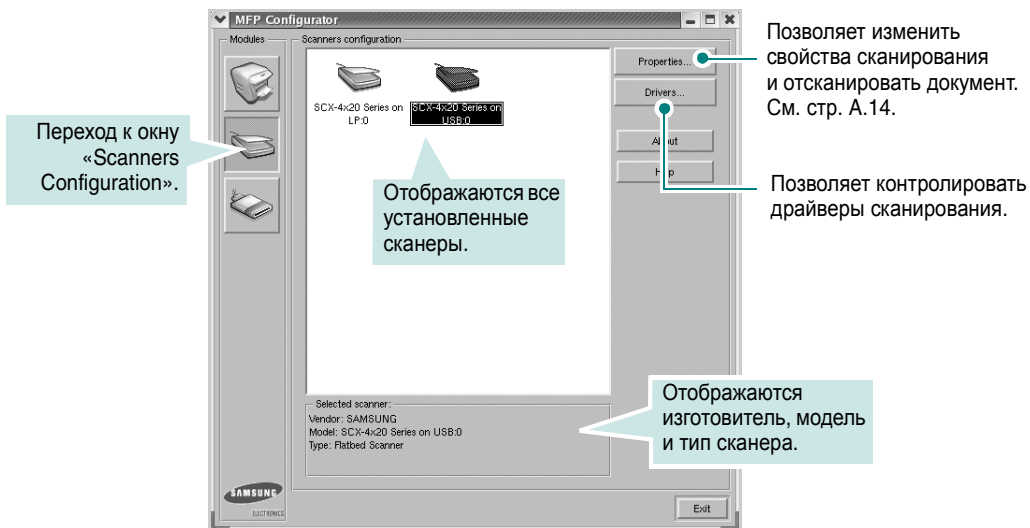 MFP Configurator
Modules
Scanners configuration
SCX-4x20 Series on
LP:0
SCX-4x20 Series on
USB:0
Properties...
Drivers...
About
Help
Позволяет изменить
свойства сканирования
и отсканировать документ.
См. стр. A.14.
Переход к окну
«Scanners
Configuration».
Отображаются все
установленные
сканеры.
Позволяет контролировать
драйверы сканирования.
Selected scanner:
Vendor: SAMSUNG
Model: SCX-4x20 Series on USB:0
Type: Flatbed Scanner
Отображаются
изготовитель, модель
и тип сканера.
SAMSUNG
ELECTRONICS
Exit